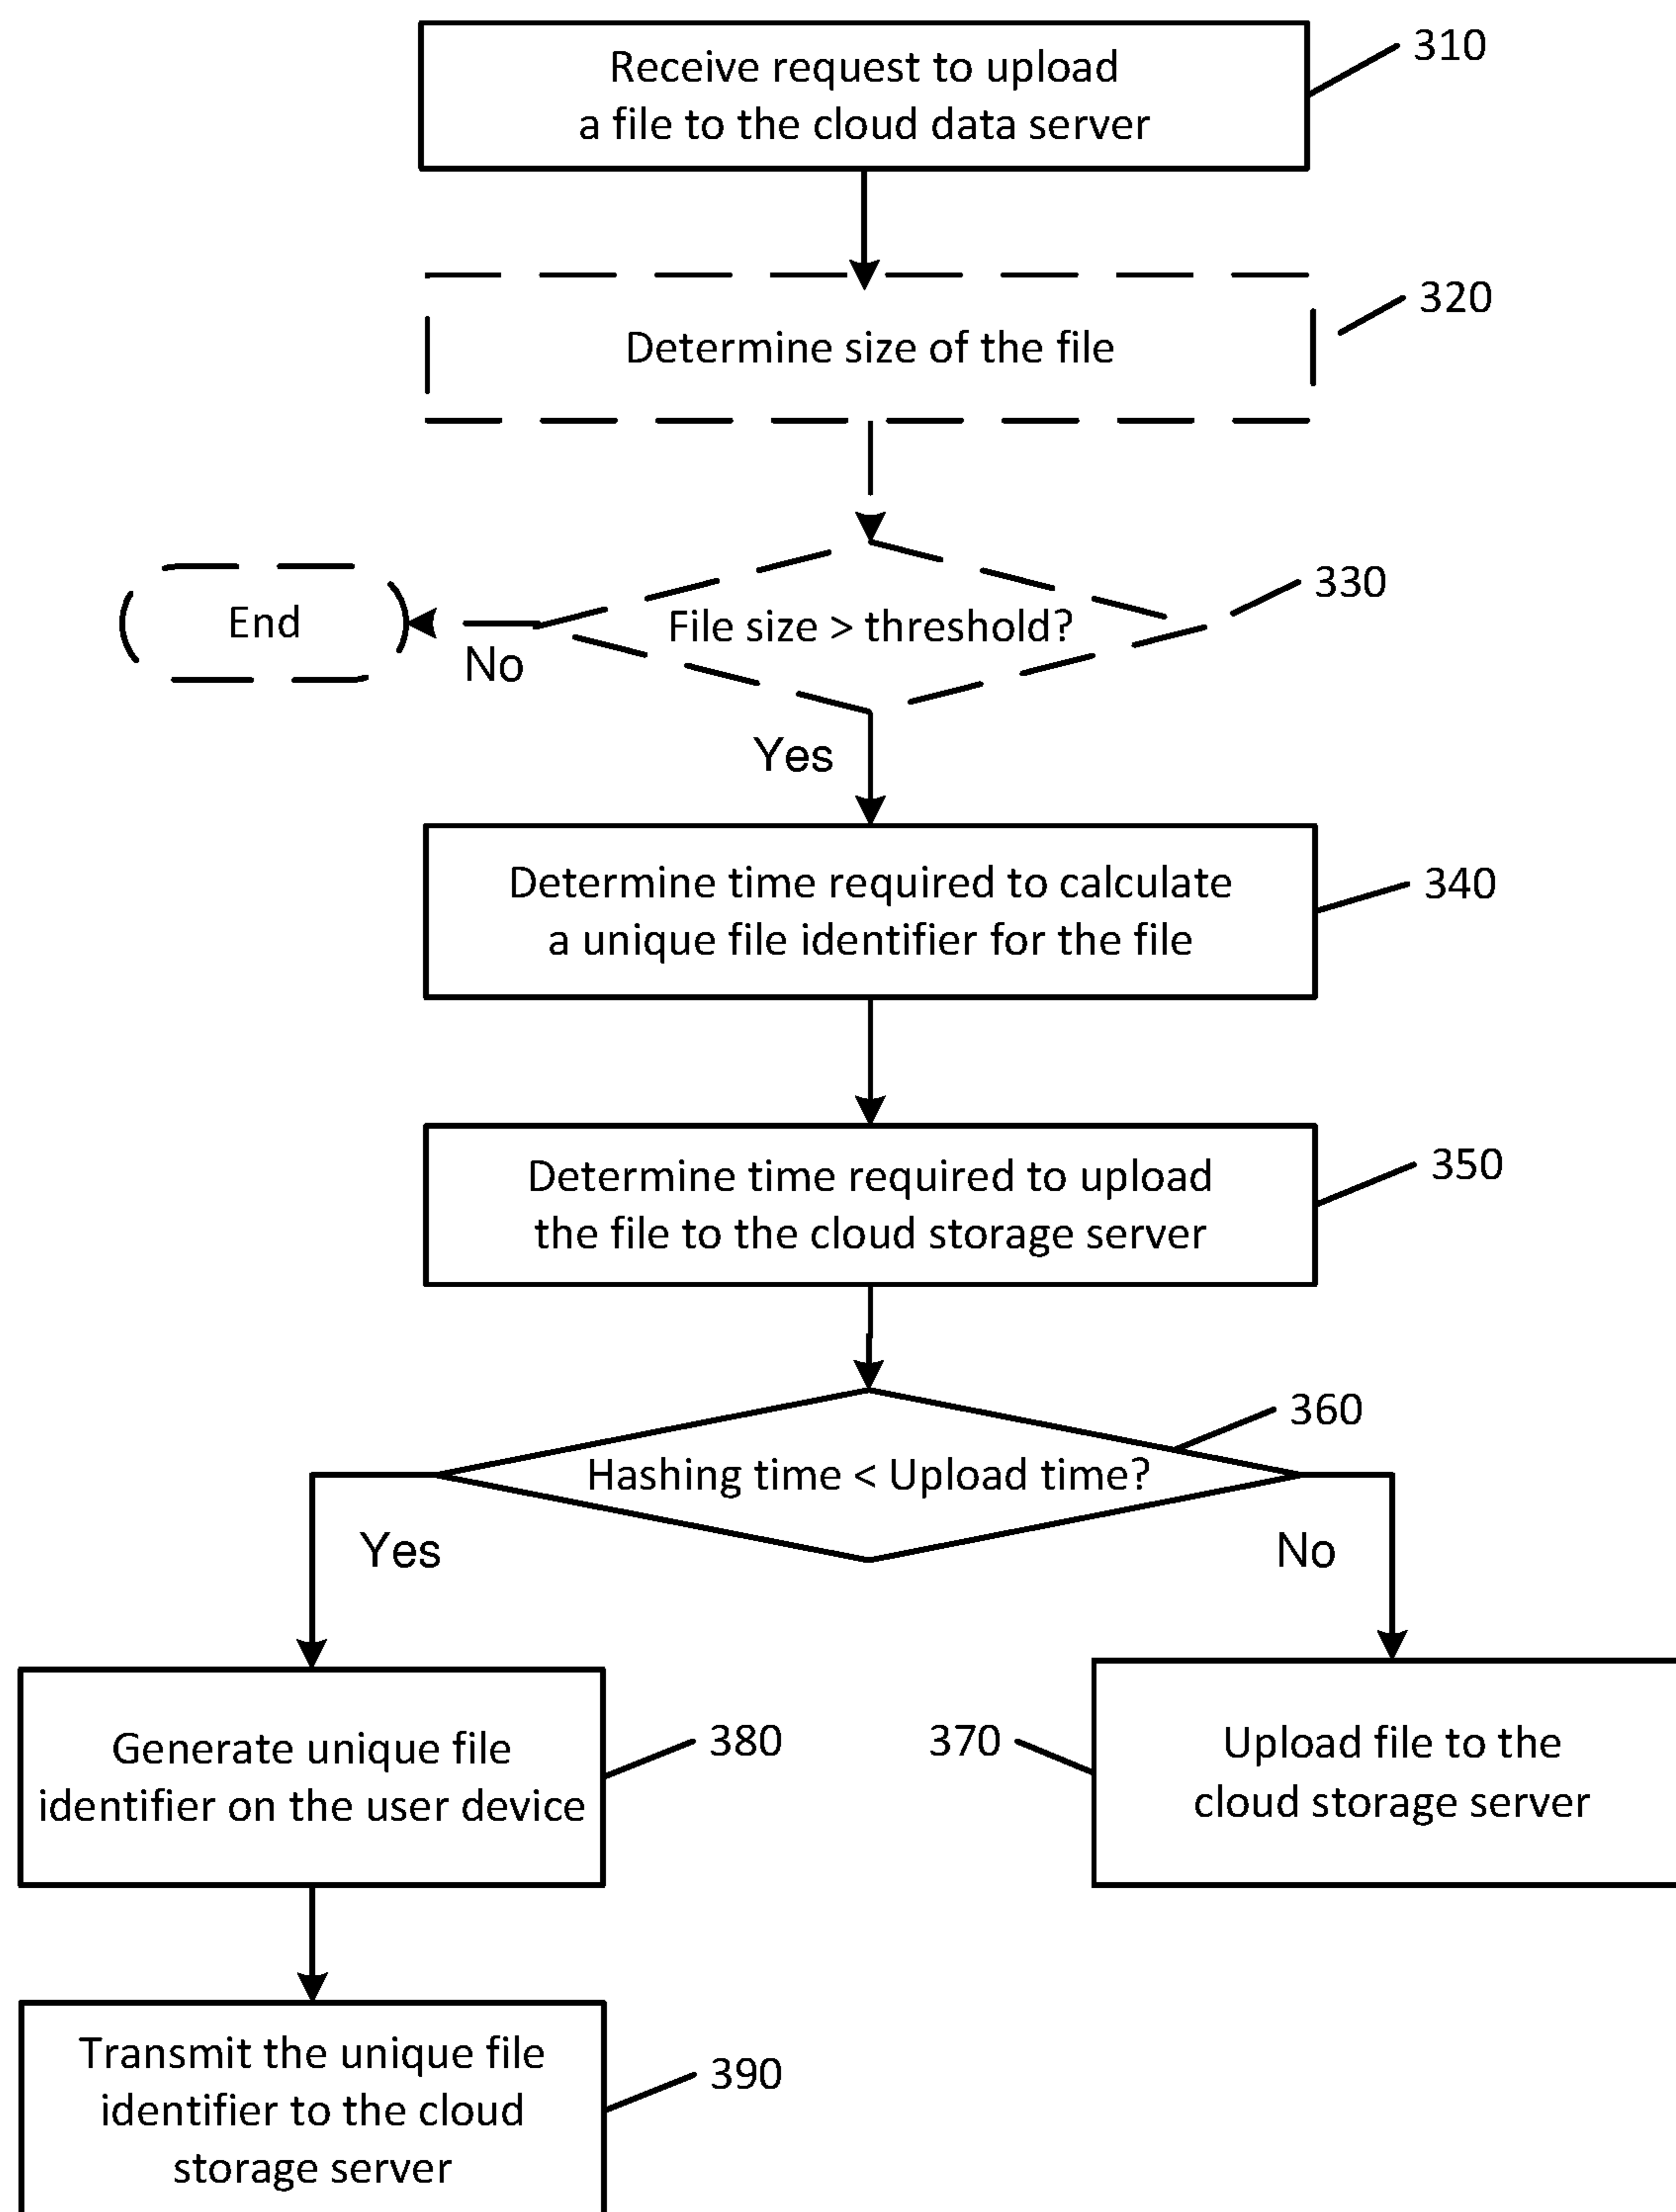 Receive request to upload
a file to the cloud data server
310
Determine size of the file
320
File size > threshold?
330
End
No
Yes
Determine time required to calculate
a unique file identifier for the file
340
Determine time required to upload
the file to the cloud storage server
350
Hashing time < Upload time?
360
Yes
No
Generate unique file
identifier on the user device
380
370
Upload file to the
cloud storage server
Transmit the unique file
identifier to the cloud
storage server
390